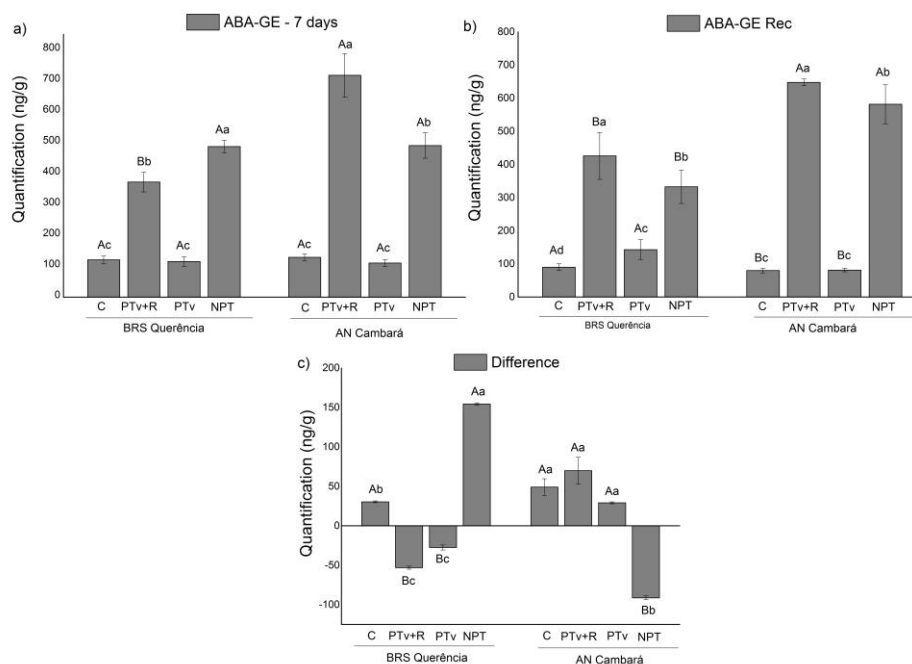 a)
ABA-GE - 7 days
Quantification (ng/g)
800
700
600
500
400
300
200
100
0
Ac
Bb
Ac
Aa
Ac
Aa
Ac
Ab
C PTv+R PTv NPT
C PTv+R PTv NPT
BRS Querência
AN Cambará
b)
ABA-GE Rec
Quantification (ng/g)
800
700
600
500
400
300
200
100
0
Ad
Ba
Ac
Bb
Bc
Aa
Bc
Ab
C PTv+R PTv NPT
C PTv+R PTv NPT
BRS Querência
AN Cambará
c)
Difference
Quantification (ng/g)
200
150
100
50
0
-50
-100
Ab
Bc
Bc
Aa
Aa
Aa
Aa
Bb
C PTv+R PTv NPT
C PTv+R PTv NPT
BRS Querência
AN Cambará